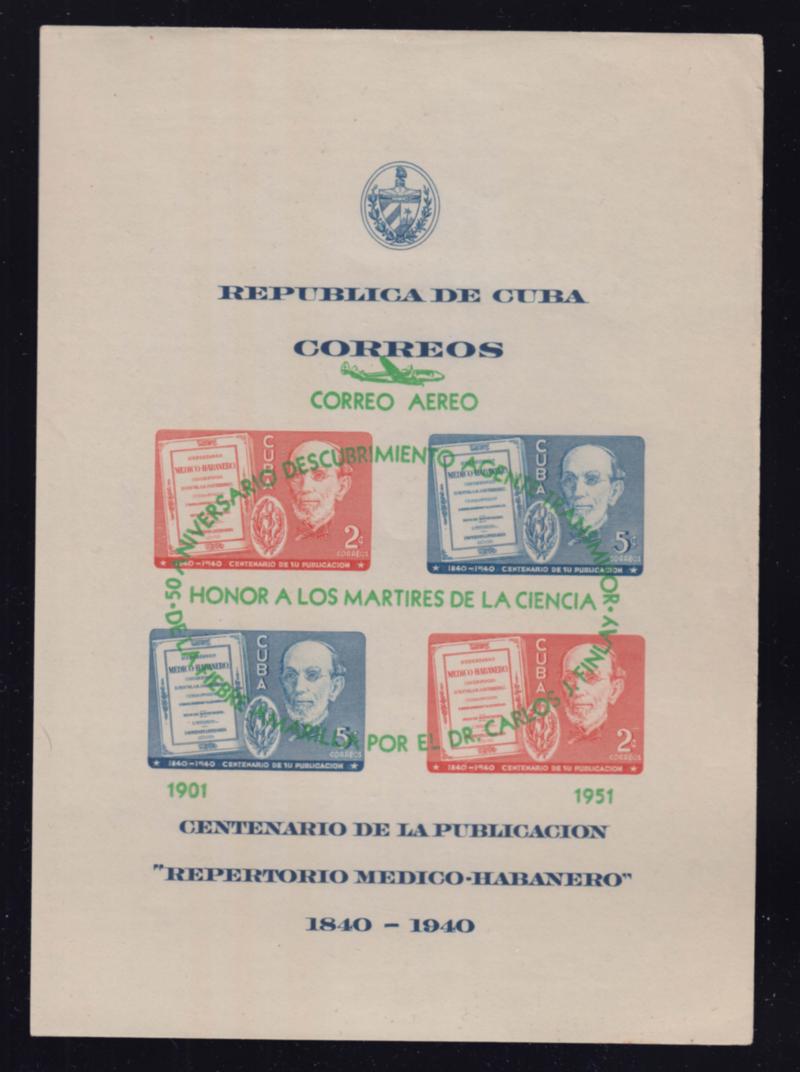 REPUBLICA DE CUBA
CORREOS
CORREO AEREO
CUBA
MEDICO-HABANERO
2¢
CORREOS
1840-1940 CENTENARIO DE SU PUBLICACION
CUBA
MEDICO-HABANERO
5¢
CORREOS
1840-1940 CENTENARIO DE SU PUBLICACION
·50 ANIVERSARIO DESCUBRIMIENTO AGENTE TRANSMISOR·
HONOR A LOS MARTIRES DE LA CIENCIA
DE LA FIEBRE AMARILLA POR EL DR. CARLOS J. FINLAY
CUBA
MEDICO-HABANERO
5¢
CORREOS
1840-1940 CENTENARIO DE SU PUBLICACION
CUBA
MEDICO-HABANERO
2¢
CORREOS
1840-1940 CENTENARIO DE SU PUBLICACION
1901
1951
CENTENARIO DE LA PUBLICACION
"REPERTORIO MEDICO-HABANERO"
1840 - 1940